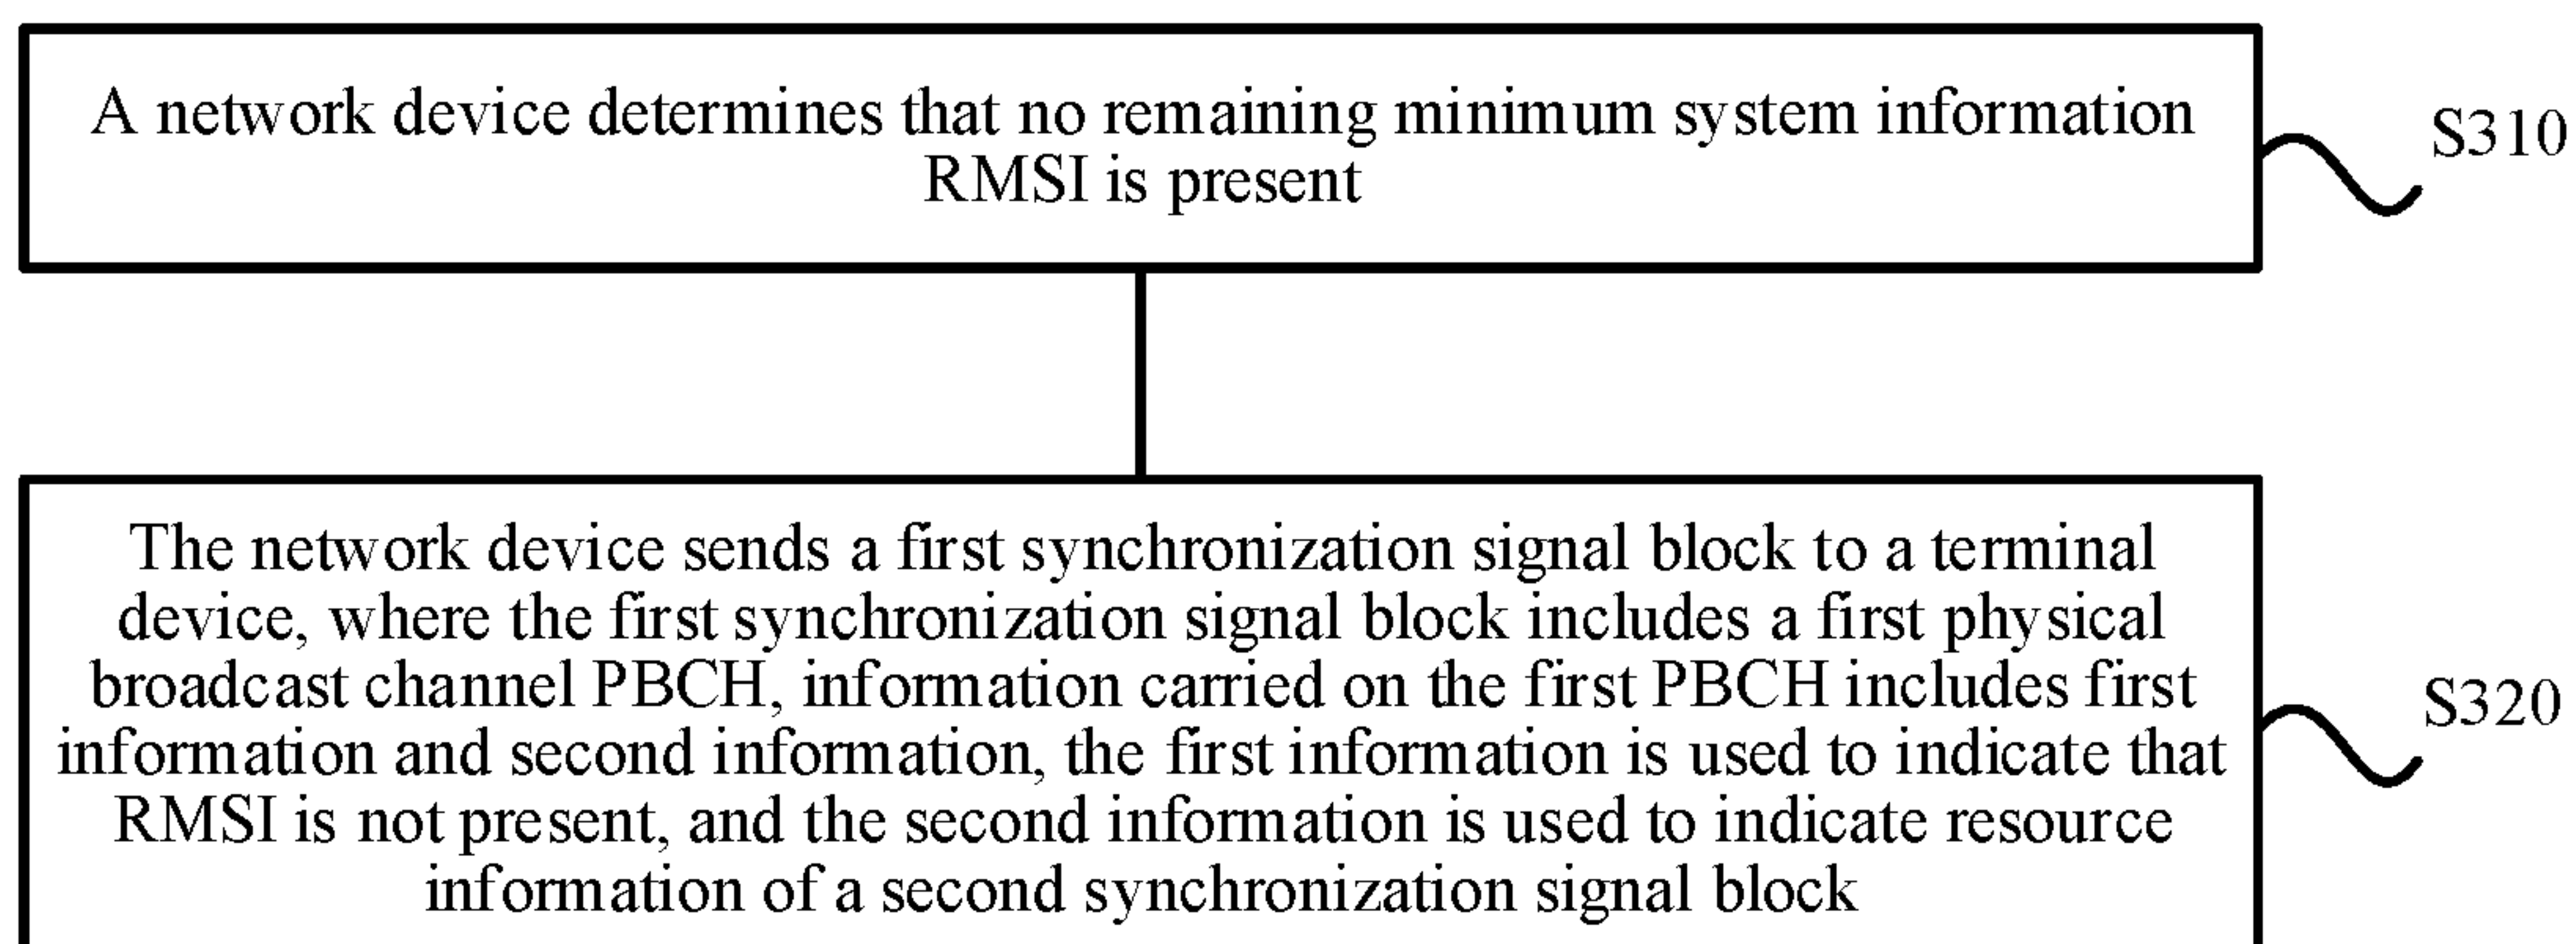 A network device determines that no remaining minimum system information
RMSI is present
S310
The network device sends a first synchronization signal block to a terminal
device, where the first synchronization signal block includes a first physical
broadcast channel PBCH, information carried on the first PBCH includes first
information and second information, the first information is used to indicate that
RMSI is not present, and the second information is used to indicate resource
information of a second synchronization signal block
S320